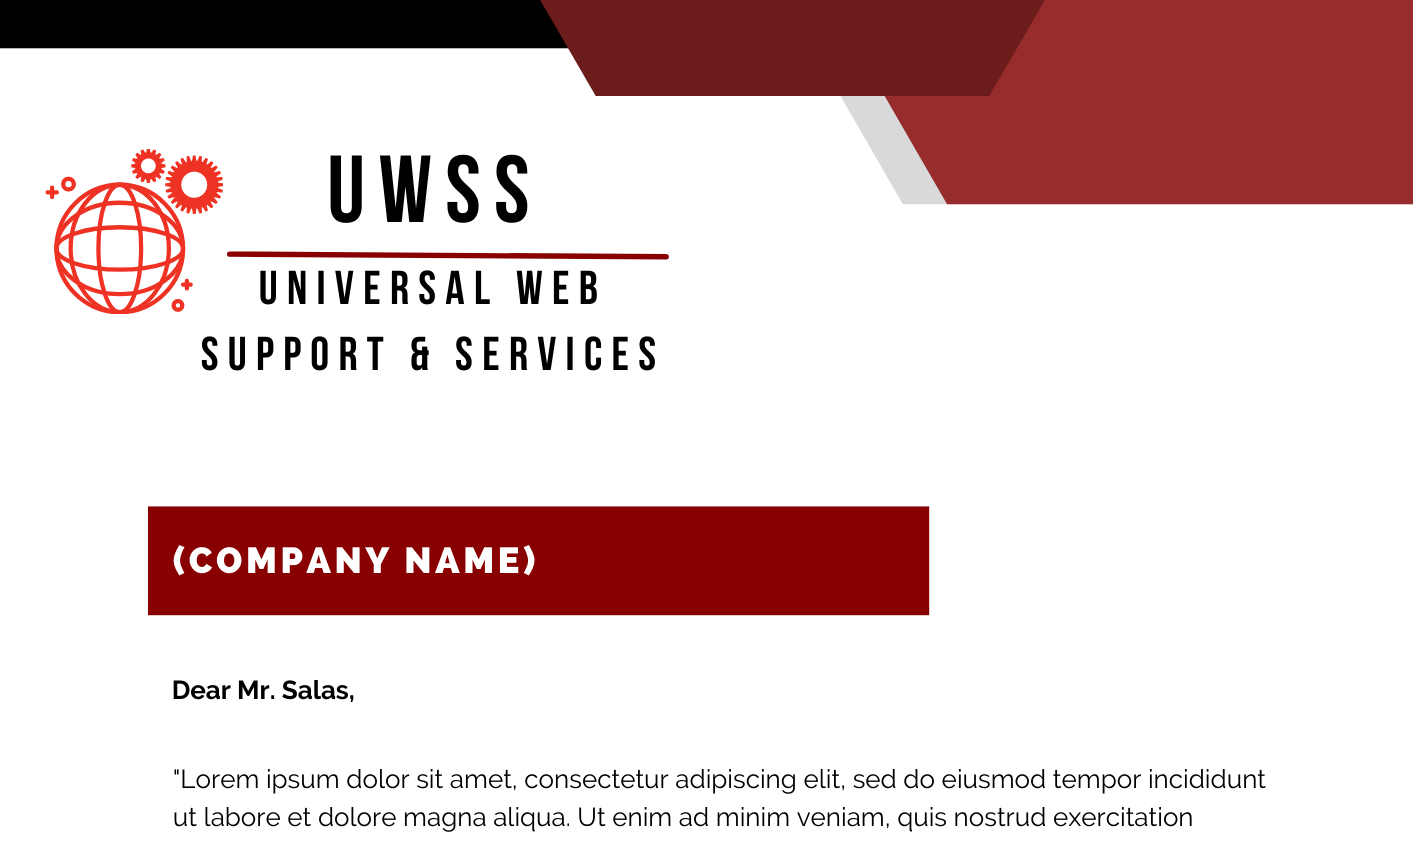 UWSS
UNIVERSAL WEB
SUPPORT & SERVICES
(COMPANY NAME)
Dear Mr. Salas,
"Lorem ipsum dolor sit amet, consectetur adipiscing elit, sed do eiusmod tempor incididunt
ut labore et dolore magna aliqua. Ut enim ad minim veniam, quis nostrud exercitation